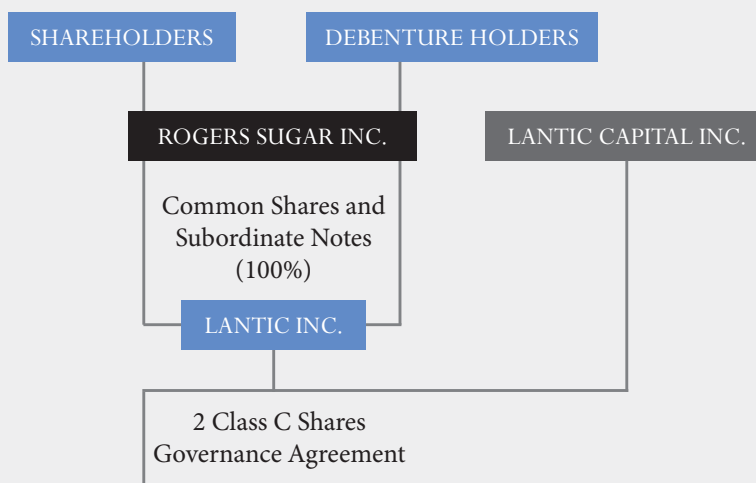 SHAREHOLDERS
DEBENTURE HOLDERS
ROGERS SUGAR INC.
LANTIC CAPITAL INC.
Common Shares and
Subordinate Notes
(100%)
LANTIC INC.
2 Class C Shares
Governance Agreement